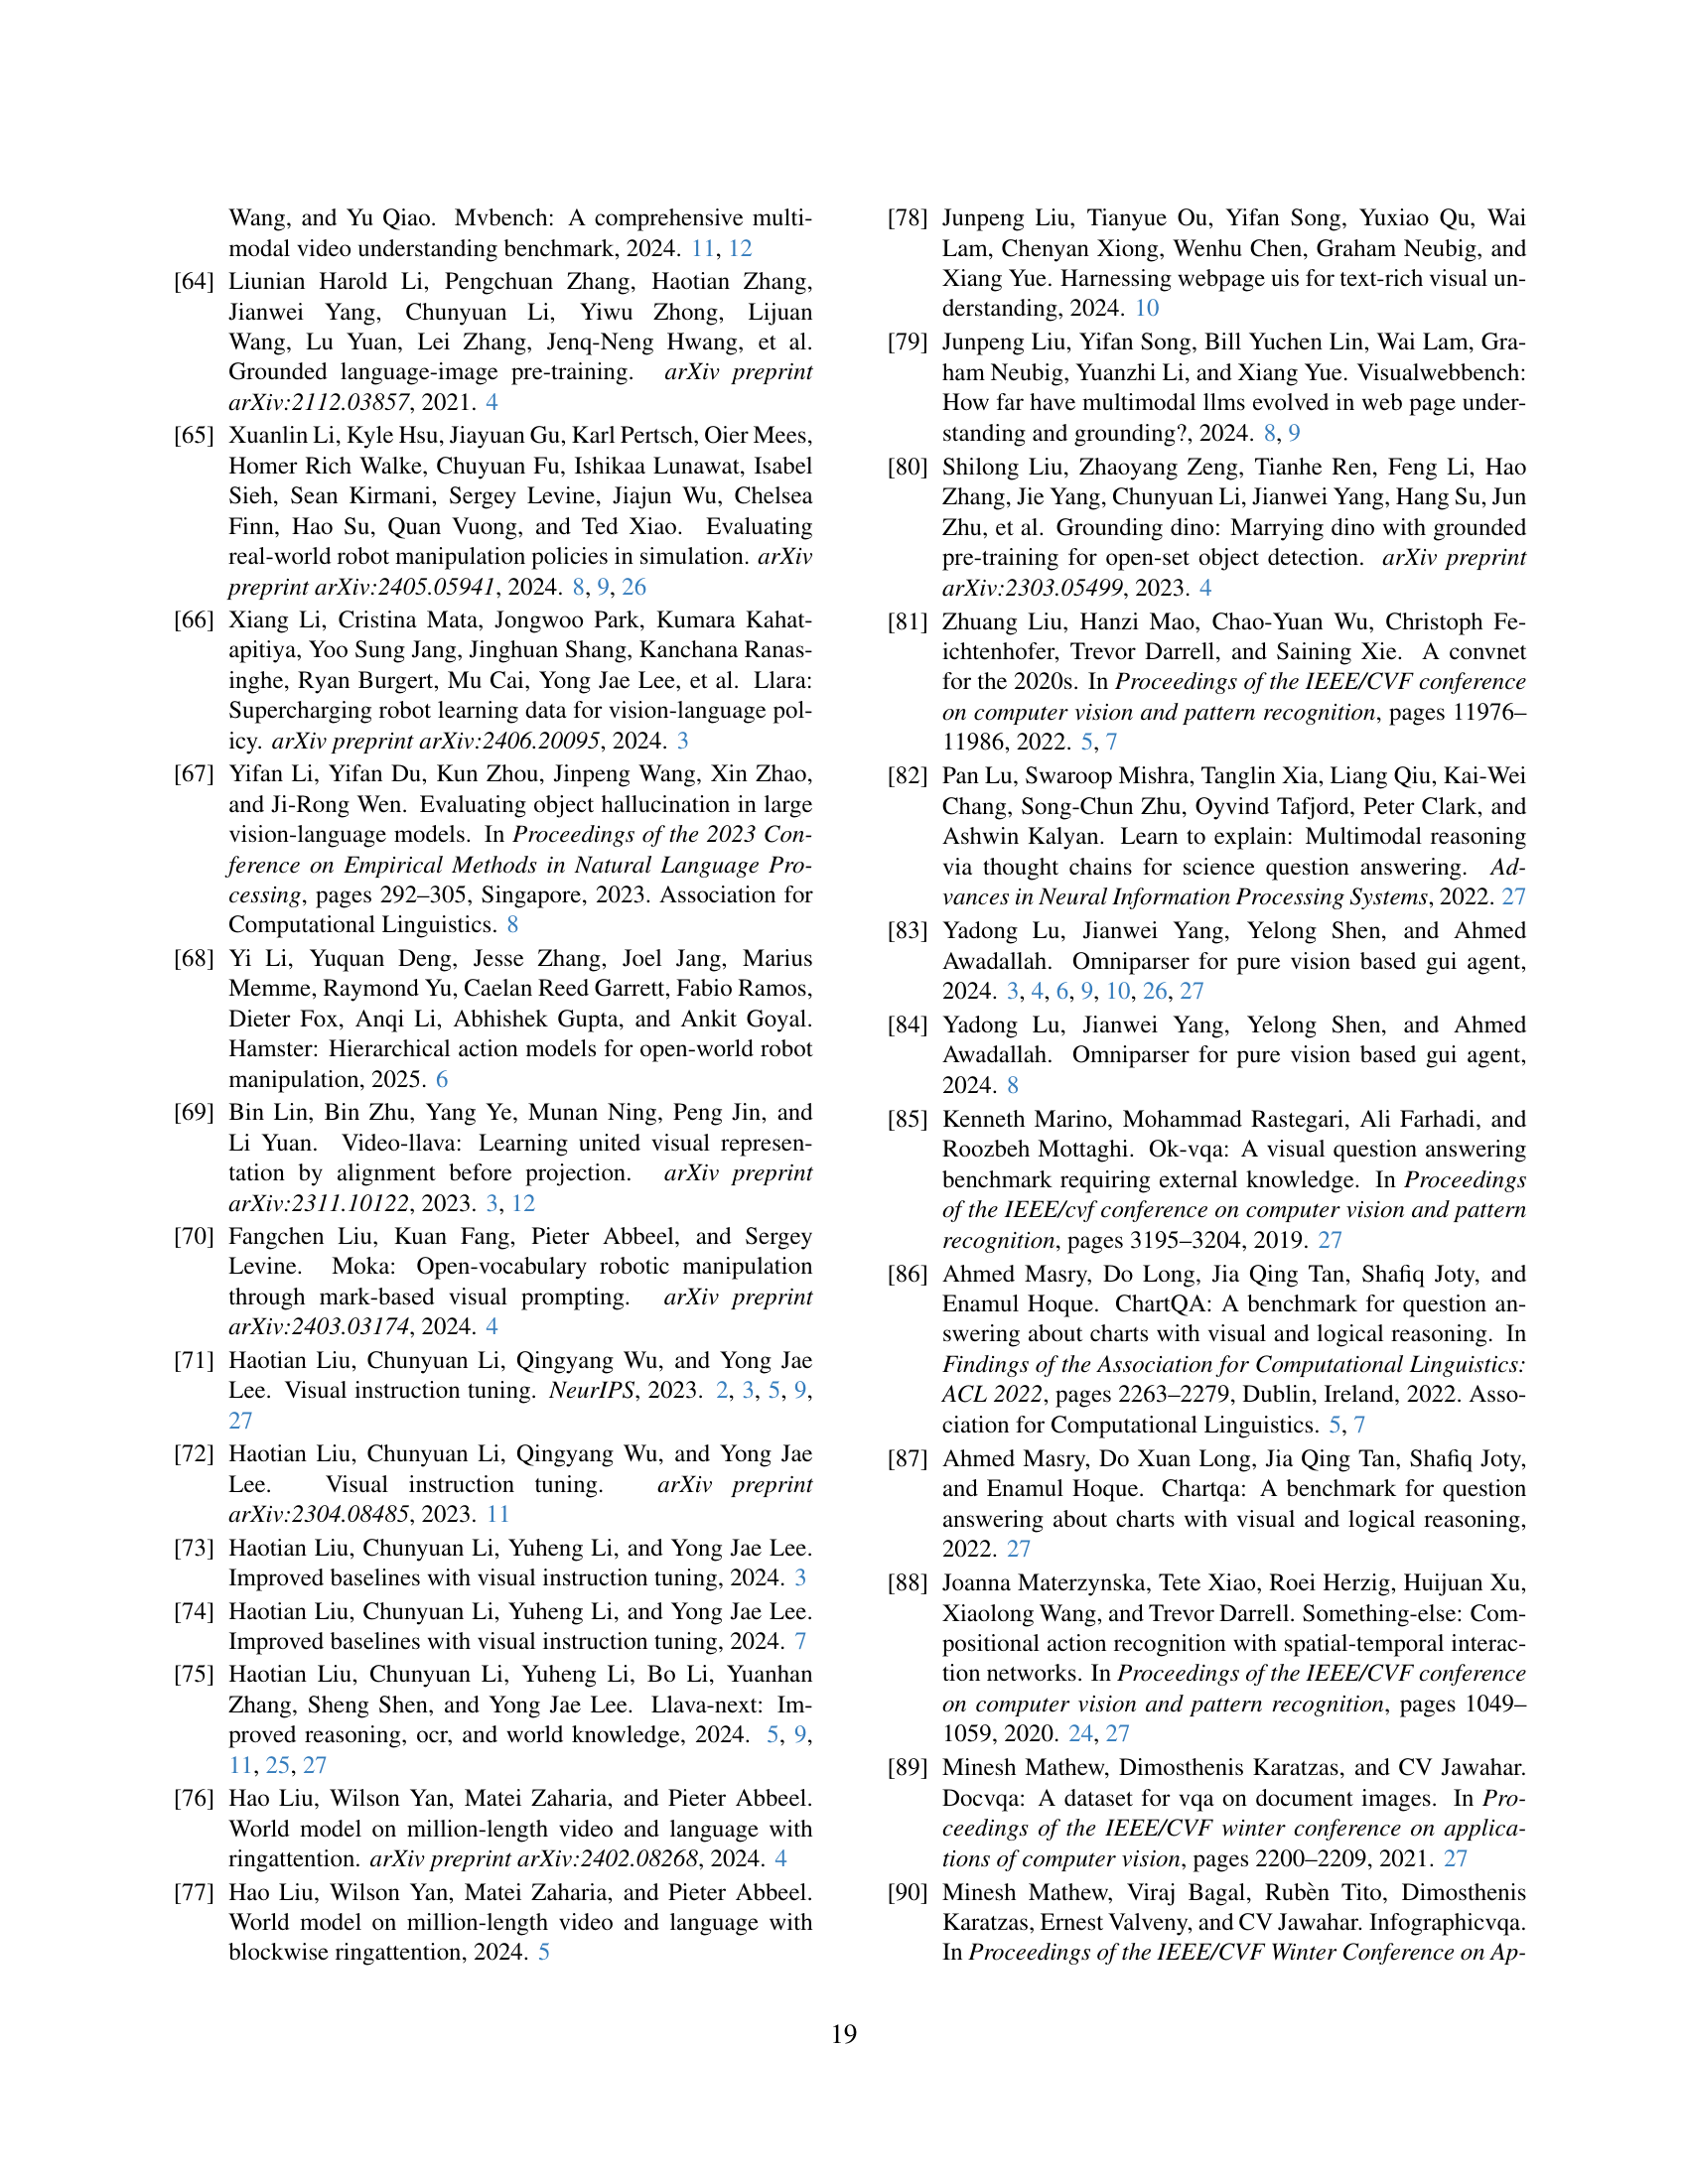 Wang, and Yu Qiao. Mvbench: A comprehensive multi-
modal video understanding benchmark, 2024. 11, 12
[64] Liunian Harold Li, Pengchuan Zhang, Haotian Zhang,
Jianwei Yang, Chunyuan Li, Yiwu Zhong, Lijuan
Wang, Lu Yuan, Lei Zhang, Jenq-Neng Hwang, et al.
Grounded language-image pre-training. arXiv preprint
arXiv:2112.03857, 2021. 4
[65] Xuanlin Li, Kyle Hsu, Jiayuan Gu, Karl Pertsch, Oier Mees,
Homer Rich Walke, Chuyuan Fu, Ishikaa Lunawat, Isabel
Sieh, Sean Kirmani, Sergey Levine, Jiajun Wu, Chelsea
Finn, Hao Su, Quan Vuong, and Ted Xiao. Evaluating
real-world robot manipulation policies in simulation. arXiv
preprint arXiv:2405.05941, 2024. 8, 9, 26
[66] Xiang Li, Cristina Mata, Jongwoo Park, Kumara Kahat-
apitiya, Yoo Sung Jang, Jinghuan Shang, Kanchana Ranas-
inghe, Ryan Burgert, Mu Cai, Yong Jae Lee, et al. Llara:
Supercharging robot learning data for vision-language pol-
icy. arXiv preprint arXiv:2406.20095, 2024. 3
[67] Yifan Li, Yifan Du, Kun Zhou, Jinpeng Wang, Xin Zhao,
and Ji-Rong Wen. Evaluating object hallucination in large
vision-language models. In Proceedings of the 2023 Con-
ference on Empirical Methods in Natural Language Pro-
cessing, pages 292–305, Singapore, 2023. Association for
Computational Linguistics. 8
[68] Yi Li, Yuquan Deng, Jesse Zhang, Joel Jang, Marius
Memme, Raymond Yu, Caelan Reed Garrett, Fabio Ramos,
Dieter Fox, Anqi Li, Abhishek Gupta, and Ankit Goyal.
Hamster: Hierarchical action models for open-world robot
manipulation, 2025. 6
[69] Bin Lin, Bin Zhu, Yang Ye, Munan Ning, Peng Jin, and
Li Yuan. Video-llava: Learning united visual represen-
tation by alignment before projection. arXiv preprint
arXiv:2311.10122, 2023. 3, 12
[70] Fangchen Liu, Kuan Fang, Pieter Abbeel, and Sergey
Levine. Moka: Open-vocabulary robotic manipulation
through mark-based visual prompting. arXiv preprint
arXiv:2403.03174, 2024. 4
[71] Haotian Liu, Chunyuan Li, Qingyang Wu, and Yong Jae
Lee. Visual instruction tuning. NeurIPS, 2023. 2, 3, 5, 9,
27
[72] Haotian Liu, Chunyuan Li, Qingyang Wu, and Yong Jae
Lee. Visual instruction tuning. arXiv preprint
arXiv:2304.08485, 2023. 11
[73] Haotian Liu, Chunyuan Li, Yuheng Li, and Yong Jae Lee.
Improved baselines with visual instruction tuning, 2024. 3
[74] Haotian Liu, Chunyuan Li, Yuheng Li, and Yong Jae Lee.
Improved baselines with visual instruction tuning, 2024. 7
[75] Haotian Liu, Chunyuan Li, Yuheng Li, Bo Li, Yuanhan
Zhang, Sheng Shen, and Yong Jae Lee. Llava-next: Im-
proved reasoning, ocr, and world knowledge, 2024. 5, 9,
11, 25, 27
[76] Hao Liu, Wilson Yan, Matei Zaharia, and Pieter Abbeel.
World model on million-length video and language with
ringattention. arXiv preprint arXiv:2402.08268, 2024. 4
[77] Hao Liu, Wilson Yan, Matei Zaharia, and Pieter Abbeel.
World model on million-length video and language with
blockwise ringattention, 2024. 5
[78] Junpeng Liu, Tianyue Ou, Yifan Song, Yuxiao Qu, Wai
Lam, Chenyan Xiong, Wenhu Chen, Graham Neubig, and
Xiang Yue. Harnessing webpage uis for text-rich visual un-
derstanding, 2024. 10
[79] Junpeng Liu, Yifan Song, Bill Yuchen Lin, Wai Lam, Gra-
ham Neubig, Yuanzhi Li, and Xiang Yue. Visualwebbench:
How far have multimodal llms evolved in web page under-
standing and grounding?, 2024. 8, 9
[80] Shilong Liu, Zhaoyang Zeng, Tianhe Ren, Feng Li, Hao
Zhang, Jie Yang, Chunyuan Li, Jianwei Yang, Hang Su, Jun
Zhu, et al. Grounding dino: Marrying dino with grounded
pre-training for open-set object detection. arXiv preprint
arXiv:2303.05499, 2023. 4
[81] Zhuang Liu, Hanzi Mao, Chao-Yuan Wu, Christoph Fe-
ichtenhofer, Trevor Darrell, and Saining Xie. A convnet
for the 2020s. In Proceedings of the IEEE/CVF conference
on computer vision and pattern recognition, pages 11976–
11986, 2022. 5, 7
[82] Pan Lu, Swaroop Mishra, Tanglin Xia, Liang Qiu, Kai-Wei
Chang, Song-Chun Zhu, Oyvind Tafjord, Peter Clark, and
Ashwin Kalyan. Learn to explain: Multimodal reasoning
via thought chains for science question answering. Ad-
vances in Neural Information Processing Systems, 2022. 27
[83] Yadong Lu, Jianwei Yang, Yelong Shen, and Ahmed
Awadallah. Omniparser for pure vision based gui agent,
2024. 3, 4, 6, 9, 10, 26, 27
[84] Yadong Lu, Jianwei Yang, Yelong Shen, and Ahmed
Awadallah. Omniparser for pure vision based gui agent,
2024. 8
[85] Kenneth Marino, Mohammad Rastegari, Ali Farhadi, and
Roozbeh Mottaghi. Ok-vqa: A visual question answering
benchmark requiring external knowledge. In Proceedings
of the IEEE/cvf conference on computer vision and pattern
recognition, pages 3195–3204, 2019. 27
[86] Ahmed Masry, Do Long, Jia Qing Tan, Shafiq Joty, and
Enamul Hoque. ChartQA: A benchmark for question an-
swering about charts with visual and logical reasoning. In
Findings of the Association for Computational Linguistics:
ACL 2022, pages 2263–2279, Dublin, Ireland, 2022. Asso-
ciation for Computational Linguistics. 5, 7
[87] Ahmed Masry, Do Xuan Long, Jia Qing Tan, Shafiq Joty,
and Enamul Hoque. Chartqa: A benchmark for question
answering about charts with visual and logical reasoning,
2022. 27
[88] Joanna Materzynska, Tete Xiao, Roei Herzig, Huijuan Xu,
Xiaolong Wang, and Trevor Darrell. Something-else: Com-
positional action recognition with spatial-temporal interac-
tion networks. In Proceedings of the IEEE/CVF conference
on computer vision and pattern recognition, pages 1049–
1059, 2020. 24, 27
[89] Minesh Mathew, Dimosthenis Karatzas, and CV Jawahar.
Docvqa: A dataset for vqa on document images. In Pro-
ceedings of the IEEE/CVF winter conference on applica-
tions of computer vision, pages 2200–2209, 2021. 27
[90] Minesh Mathew, Viraj Bagal, Rubèn Tito, Dimosthenis
Karatzas, Ernest Valveny, and CV Jawahar. Infographicvqa.
In Proceedings of the IEEE/CVF Winter Conference on Ap-
19